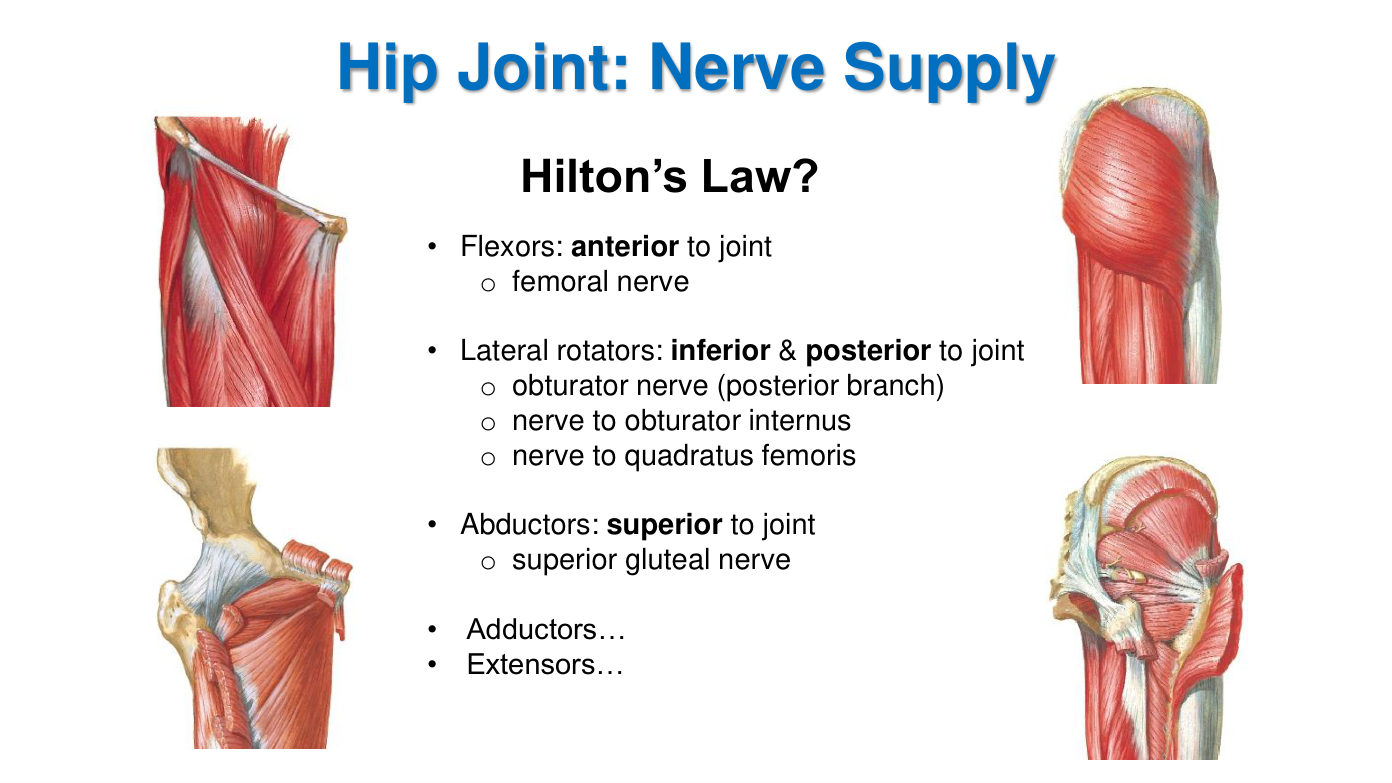 Hip Joint: Nerve Supply
Hilton’s Law?
• Flexors: anterior to joint
o femoral nerve
• Lateral rotators: inferior & posterior to joint
o obturator nerve (posterior branch)
o nerve to obturator internus
o nerve to quadratus femoris
• Abductors: superior to joint
o superior gluteal nerve
• Adductors…
• Extensors…